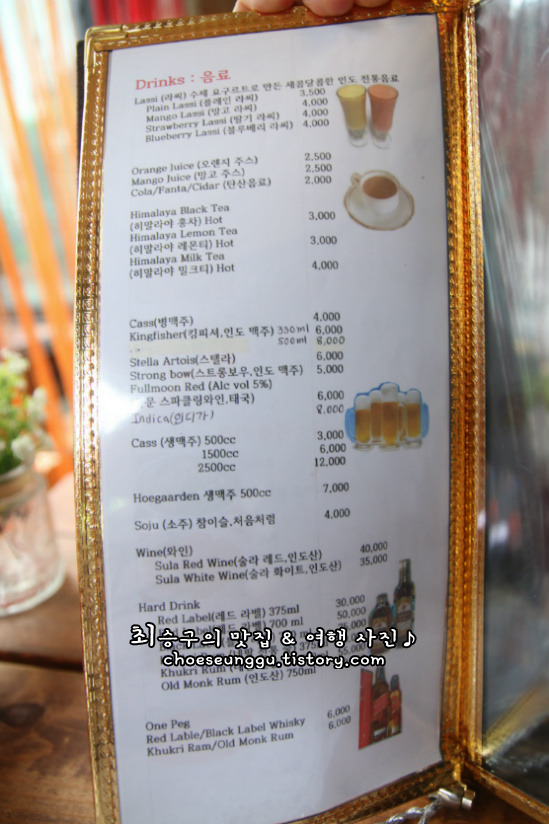 Drinks : 음료
Lassi (라씨) 수제 요구르트로 만든 새콤달콤한 인도 전통음료
Plain Lassi (플레인 라씨) 3,500
Mango Lassi (망고 라씨) 4,000
Strawberry Lassi (딸기 라씨) 4,000
Blueberry Lassi (블루베리 라씨) 4,000
Orange Juice (오렌지 주스) 2,500
Mango Juice (망고 주스) 2,500
Cola/Fanta/Cidar (탄산음료) 2,000
Himalaya Black Tea
(히말라야 홍차) Hot 3,000
Himalaya Lemon Tea
(히말라야 레몬티) Hot 3,000
Himalaya Milk Tea
(히말라야 밀크티) Hot 4,000
Cass(병맥주) 4,000
Kingfisher(킹피셔,인도 맥주) 330ml 6,000
500ml 8,000
Stella Artois(스텔라) 6,000
Strong bow(스트롱보우,인도 맥주) 5,000
Fullmoon Red (Alc vol 5%)
문 스파클링와인,태국) 6,000
Indica(인디가) 8,000
Cass (생맥주) 500cc 3,000
1500cc 6,000
2500cc 12,000
Hoegaarden 생맥주 500cc 7,000
Soju (소주) 참이슬,처음처럼 4,000
Wine(와인)
Sula Red Wine(술라 레드,인도산) 40,000
Sula White Wine(술라 화이트,인도산) 35,000
Hard Drink
Red Label(레드 라벨) 375ml 30,000
Red Label(레드 라벨) 700 ml 50,000
최승구의 맛집 & 여행 사진♪
choeseunggu.tistory.com
Khukri Rum
Old Monk Rum (인도산) 750ml
One Peg
Red Lable/Black Label Whisky 6,000
Khukri Ram/Old Monk Rum 6,000